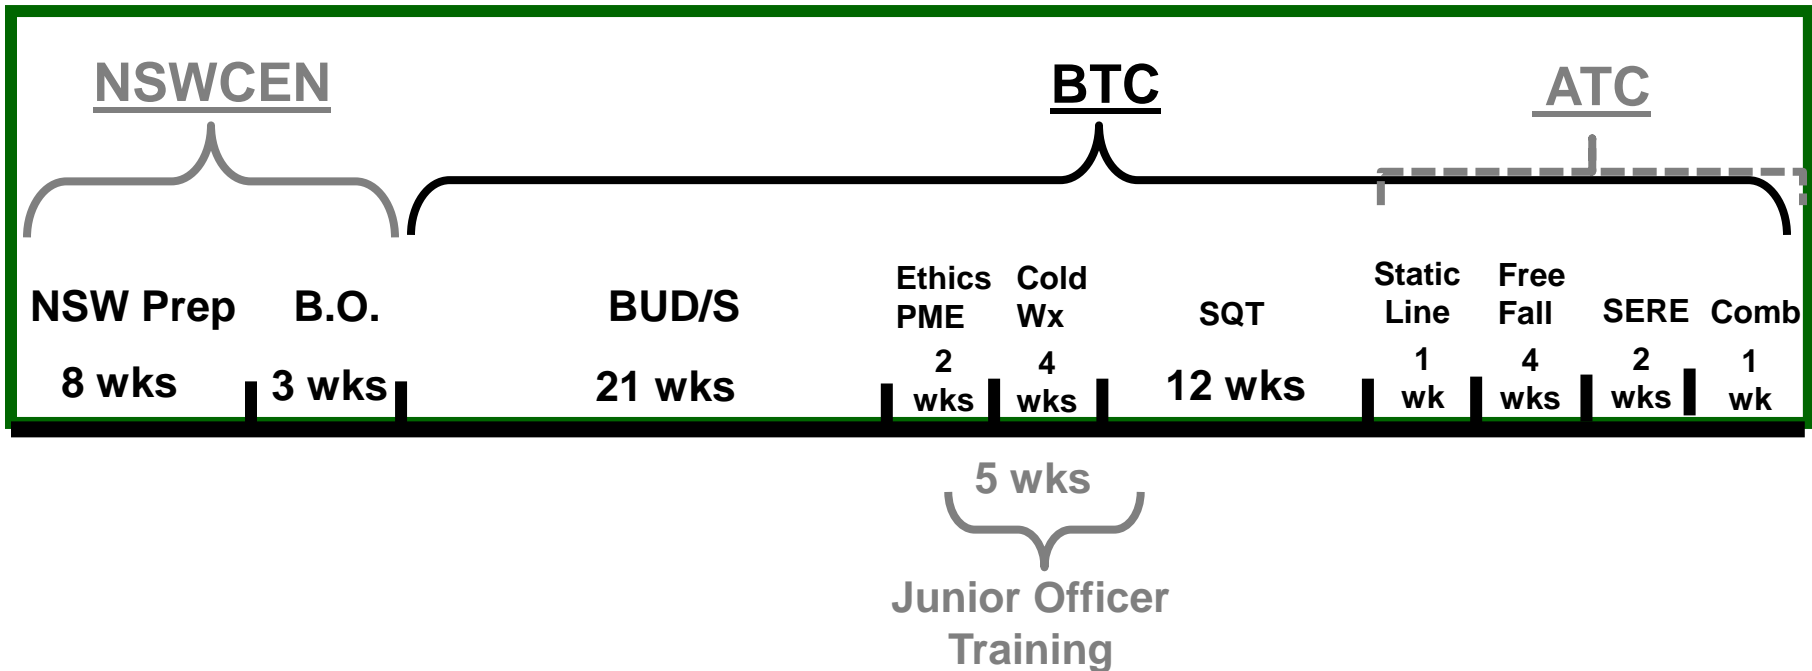 NSWCEN
BTC
ATC
NSW Prep
8 wks
B.O.
3 wks
BUD/S
21 wks
Ethics
PME
2
wks
Cold
Wx
4
wks
SQT
12 wks
Static
Line
1
wk
Free
Fall
4
wks
SERE
2
wks
Comb
1
wk
5 wks
Junior Officer
Training